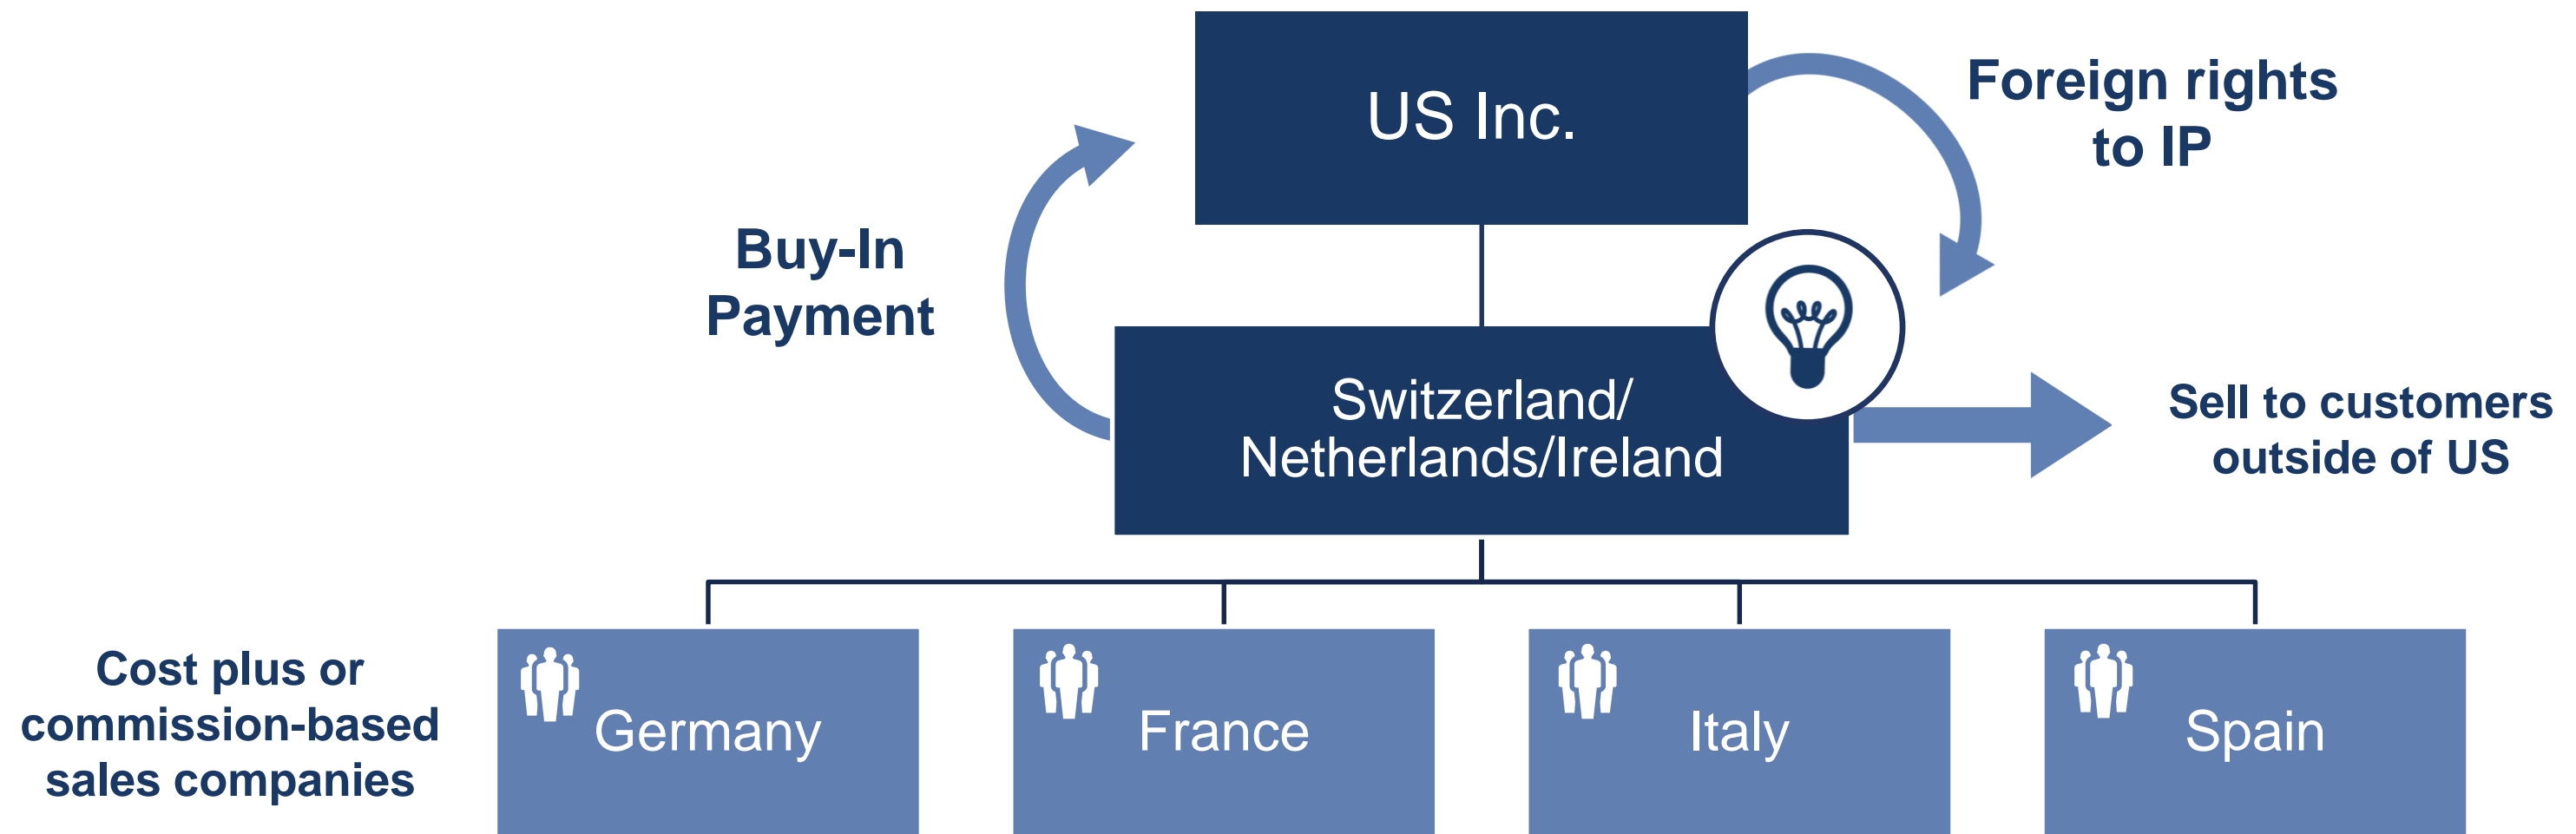 US Inc.
Foreign rights
to IP
Buy-In
Payment
Switzerland/
Netherlands/Ireland
Sell to customers
outside of US
Cost plus or
commission-based
sales companies
Germany
France
Italy
Spain